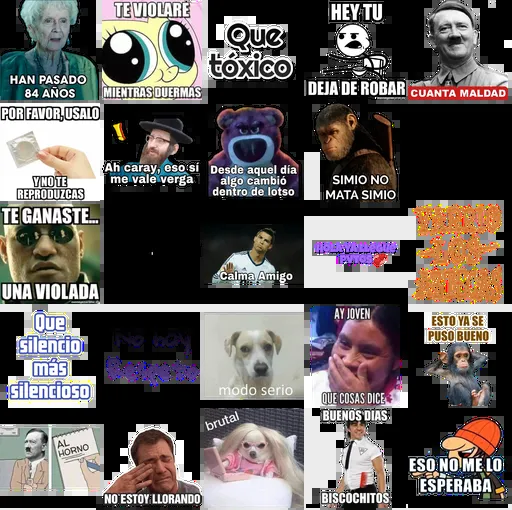 HAN PASADO
84 AÑOS
TE VIOLARÉ
MIENTRAS DUERMAS
Que
tóxico
HEY TU
DEJA DE ROBAR
CUANTA MALDAD
POR FAVOR, USALO
Y NO TE
REPRODUZCAS
Ah caray, eso sí
me vale verga
Desde aquel día
algo cambió
dentro de lotso
SIMIO NO
MATA SIMIO
TE GANASTE...
UNA VIOLADA
Calma Amigo
Que
silencio
más
silencioso
No hay
modo serio
AY JOVEN
QUE COSAS DICE
ESTO YA SE
PUSO BUENO
AL
HORNO
NO ESTOY LLORANDO
brutal
BUENOS DIAS
BISCOCHITOS
ESO NO ME LO
ESPERABA